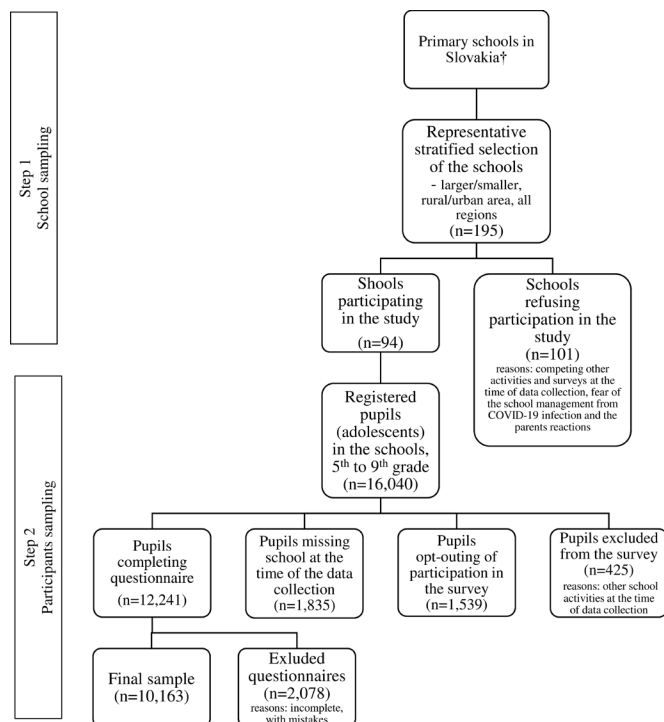 Step 1
School sampling
Primary schools in
Slovakia†
Representative
stratified selection
of the schools
- larger/smaller,
rural/urban area, all
regions
(n=195)
Shools
participating
in the study
(n=94)
Schools
refusing
participation in the
study
(n=101)
reasons: competing other
activities and surveys at the
time of data collection, fear of
the school management from
COVID-19 infection and the
parents reactions
Step 2
Participants sampling
Registered
pupils
(adolescents)
in the schools,
5th to 9th grade
(n=16,040)
Pupils
completing
questionnaire
(n=12,241)
Pupils missing
school at the
time of the data
collection
(n=1,835)
Pupils
opt-outing of
participation in
the survey
(n=1,539)
Pupils excluded
from the survey
(n=425)
reasons: other school
activities at the time
of data collection
Final sample
(n=10,163)
Exluded
questionnaires
(n=2,078)
reasons: incomplete,
with mistakes